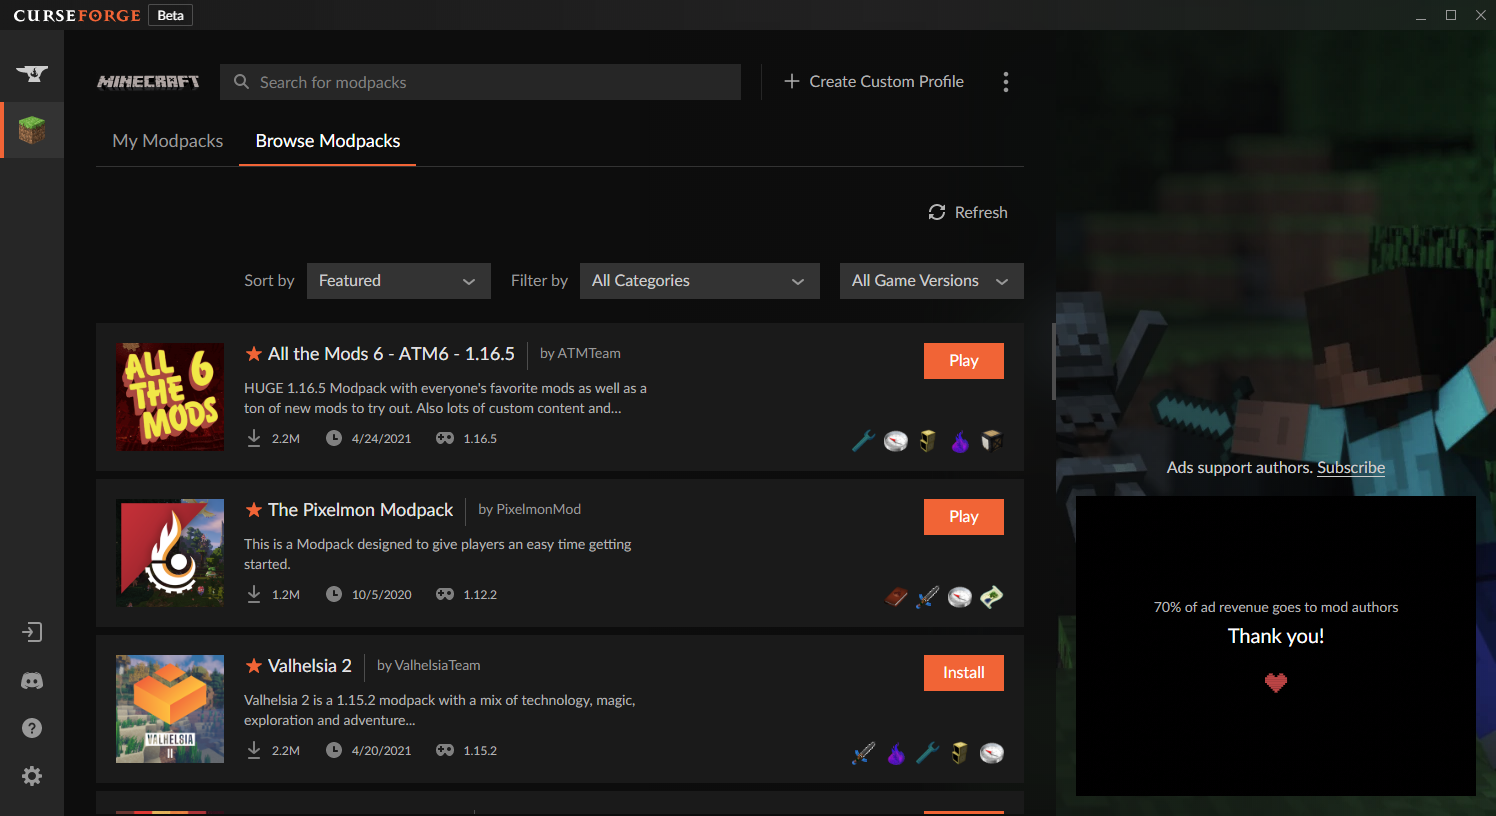 CURSEFORGE Beta
MINECRAFT
Search for modpacks
Create Custom Profile
My Modpacks
Browse Modpacks
Refresh
Sort by
Featured
Filter by
All Categories
All Game Versions
ALL THE 6 MODS
All the Mods 6 - ATM6 - 1.16.5
by ATMTeam
Play
HUGE 1.16.5 Modpack with everyone's favorite mods as well as a
ton of new mods to try out. Also lots of custom content and...
2.2M
4/24/2021
1.16.5
The Pixelmon Modpack
by PixelmonMod
Play
This is a Modpack designed to give players an easy time getting
started.
1.2M
10/5/2020
1.12.2
VALHELSIA
II
Valhelsia 2
by ValhelsiaTeam
Install
Valhelsia 2 is a 1.15.2 modpack with a mix of technology, magic,
exploration and adventure...
2.2M
4/20/2021
1.15.2
Ads support authors. Subscribe
70% of ad revenue goes to mod authors
Thank you!